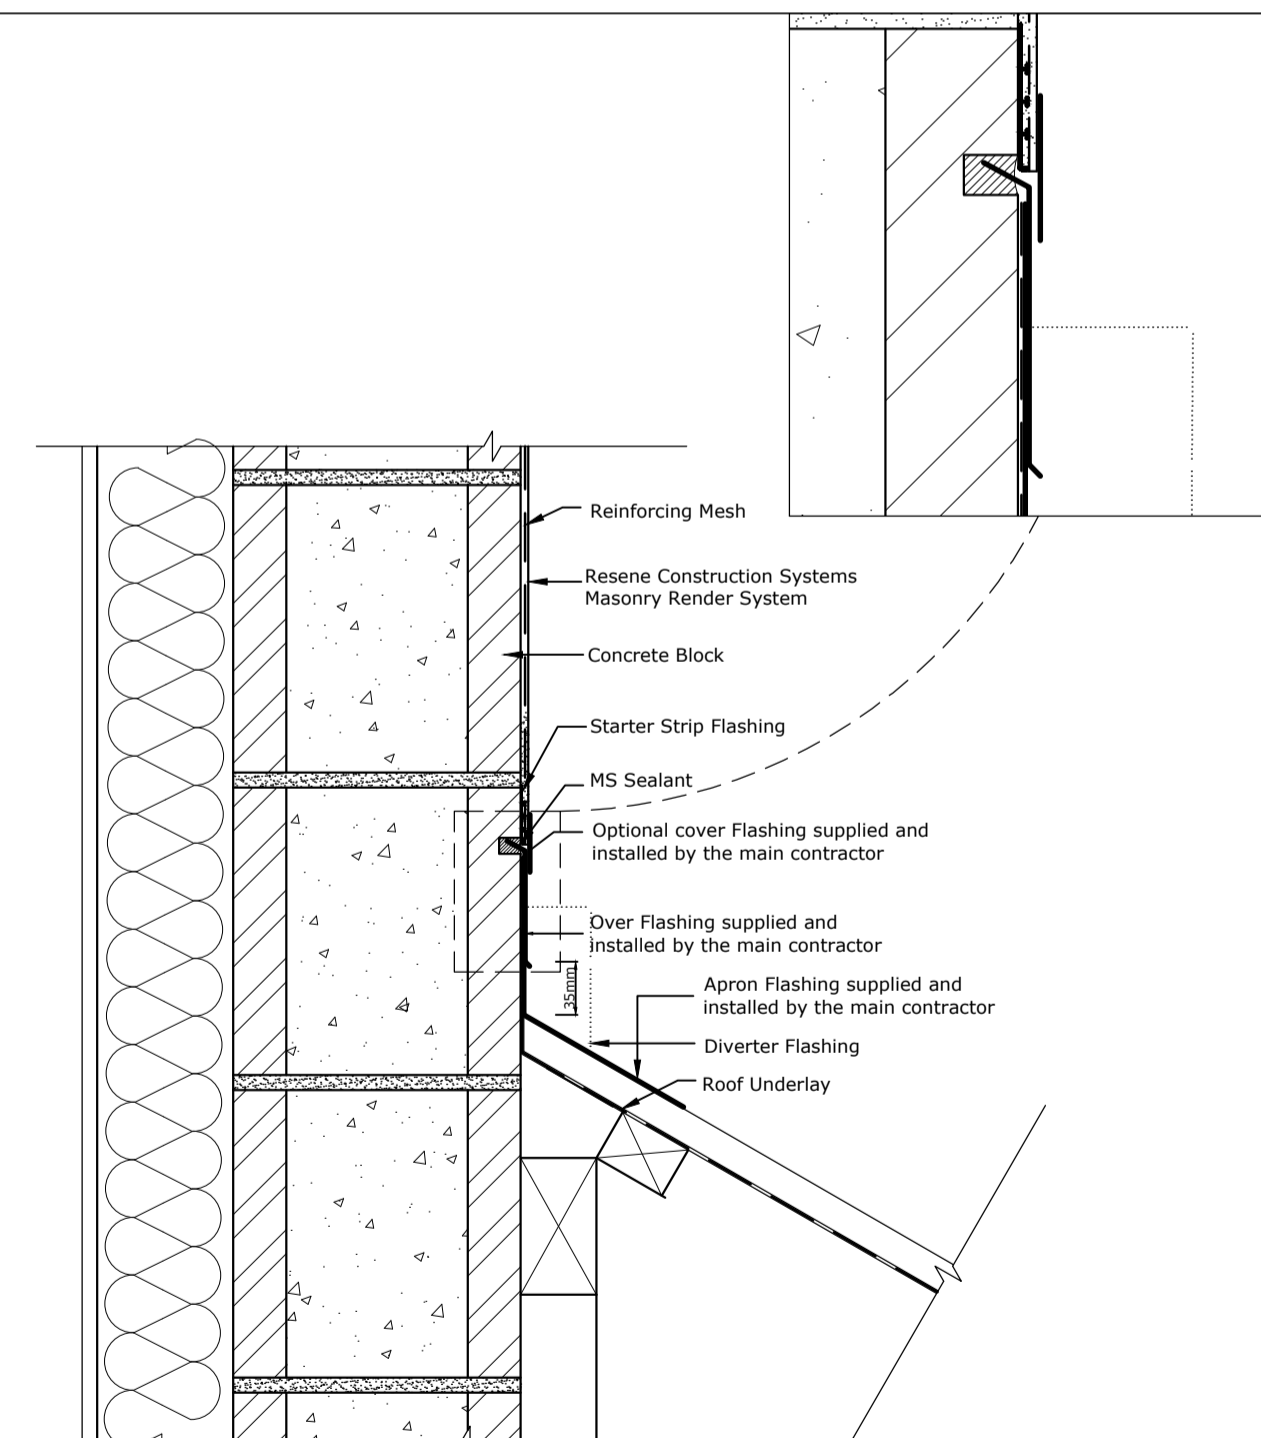 Reinforcing Mesh
Resene Construction Systems
Masonry Render System
Concrete Block
Starter Strip Flashing
MS Sealant
Optional cover Flashing supplied and
installed by the main contractor
Over Flashing supplied and
installed by the main contractor
35mm
Apron Flashing supplied and
installed by the main contractor
Diverter Flashing
Roof Underlay